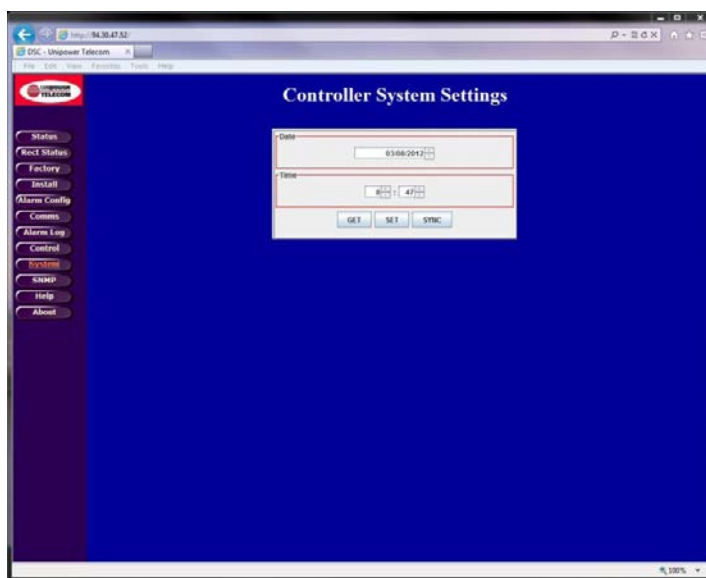 http://94.30.47.52/
DSC - Unipower Telecom
File Edit View Favorites Tools Help
TELECOM
Controller System Settings
Status
Rect Status
Factory
Install
Alarm Config
Comms
Alarm Log
Control
System
SNMP
Help
About
Date
03/08/2012
Time
8 : 47
GET SET SYNC
100%